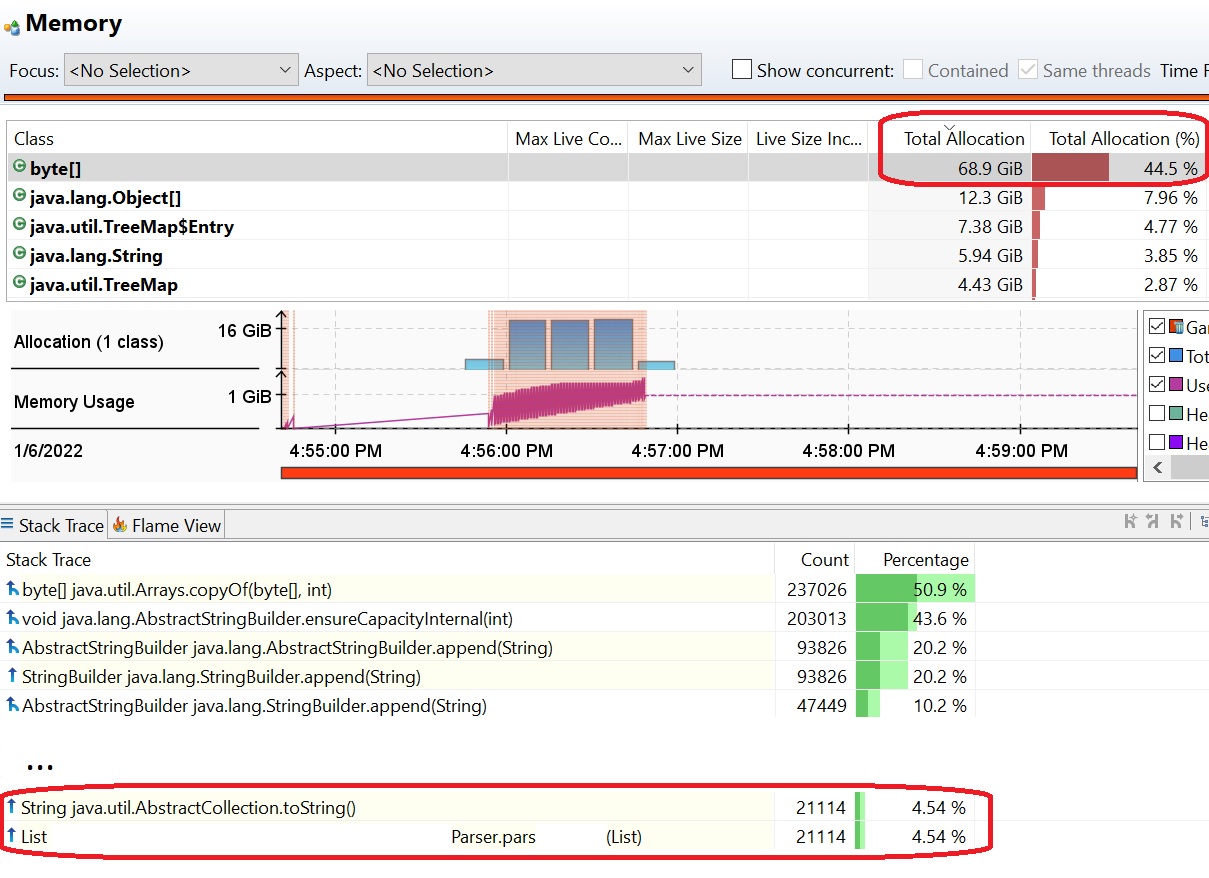 Memory
Focus: <No Selection> Aspect: <No Selection> Show concurrent: Contained Same threads Time
Class Max Live Co... Max Live Size Live Size Inc... Total Allocation Total Allocation (%)
byte[] 68.9 GiB 44.5 %
java.lang.Object[] 12.3 GiB 7.96 %
java.util.TreeMap$Entry 7.38 GiB 4.77 %
java.lang.String 5.94 GiB 3.85 %
java.util.TreeMap 4.43 GiB 2.87 %
Allocation (1 class) 16 GiB
Memory Usage 1 GiB
1/6/2022 4:55:00 PM 4:56:00 PM 4:57:00 PM 4:58:00 PM 4:59:00 PM
Gar
Tot
Use
He
He
Stack Trace Flame View
Stack Trace Count Percentage
byte[] java.util.Arrays.copyOf(byte[], int) 237026 50.9 %
void java.lang.AbstractStringBuilder.ensureCapacityInternal(int) 203013 43.6 %
AbstractStringBuilder java.lang.AbstractStringBuilder.append(String) 93826 20.2 %
StringBuilder java.lang.StringBuilder.append(String) 93826 20.2 %
AbstractStringBuilder java.lang.StringBuilder.append(String) 47449 10.2 %
...
String java.util.AbstractCollection.toString() 21114 4.54 %
List Parser.pars (List) 21114 4.54 %